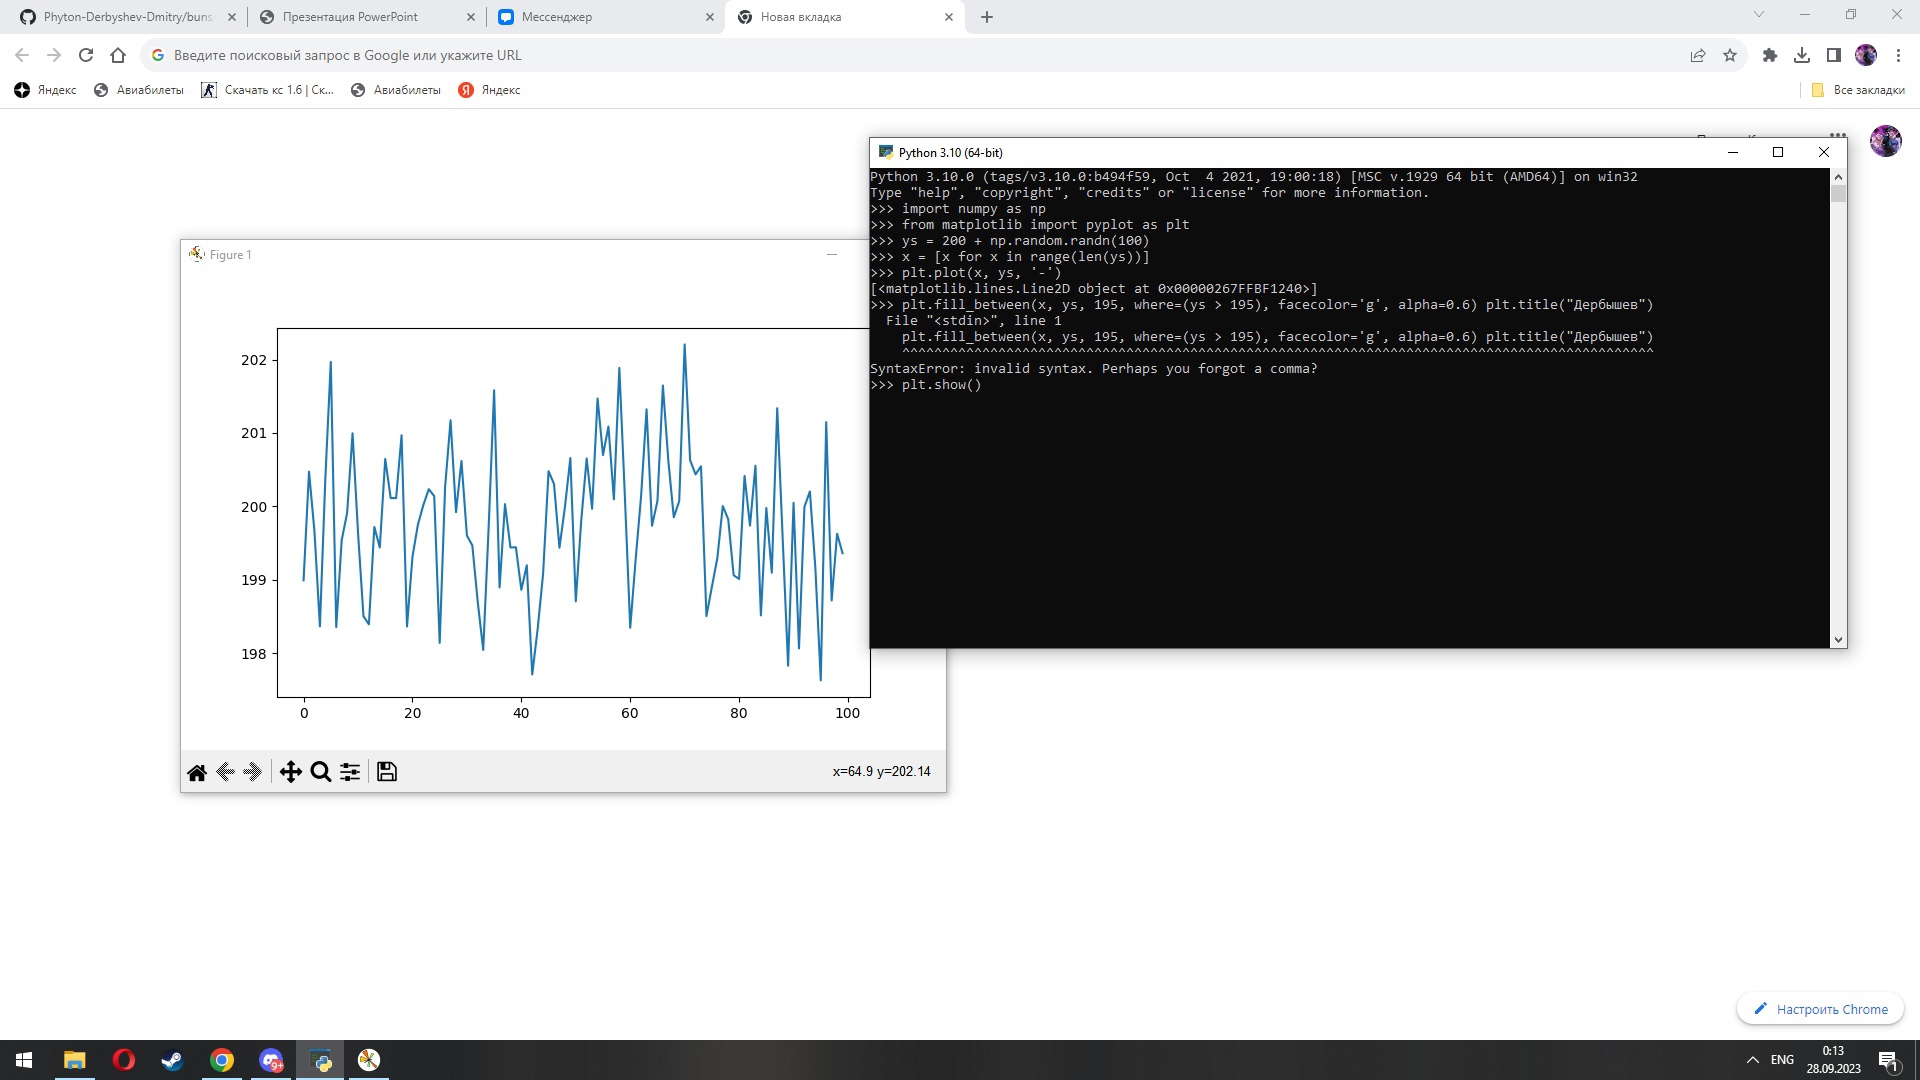 Phyton-Derbyshev-Dmitry/buns
Презентация PowerPoint
Мессенджер
Новая вкладка
Введите поисковый запрос в Google или укажите URL
Яндекс
Авиабилеты
Скачать кс 1.6 | Ск...
Авиабилеты
Яндекс
Все закладки
Python 3.10 (64-bit)
Python 3.10.0 (tags/v3.10.0:b494f59, Oct  4 2021, 19:00:18) [MSC v.1929 64 bit (AMD64)] on win32
Type "help", "copyright", "credits" or "license" for more information.
>>> import numpy as np
>>> from matplotlib import pyplot as plt
>>> ys = 200 + np.random.randn(100)
>>> x = [x for x in range(len(ys))]
>>> plt.plot(x, ys, '-')
[<matplotlib.lines.Line2D object at 0x00000267FFBF1240>]
>>> plt.fill_between(x, ys, 195, where=(ys > 195), facecolor='g', alpha=0.6) plt.title("Дербышев")
  File "<stdin>", line 1
    plt.fill_between(x, ys, 195, where=(ys > 195), facecolor='g', alpha=0.6) plt.title("Дербышев")
    ^^^^^^^^^^^^^^^^^^^^^^^^^^^^^^^^^^^^^^^^^^^^^^^^^^^^^^^^^^^^^^^^^^^^^^^^^^^^^^^^^^^^^^^^^^^^^^
SyntaxError: invalid syntax. Perhaps you forgot a comma?
>>> plt.show()
Figure 1
202
201
200
199
198
0 20 40 60 80 100
x=64.9 y=202.14
Настроить Chrome
9+
ENG
0:13
28.09.2023
1